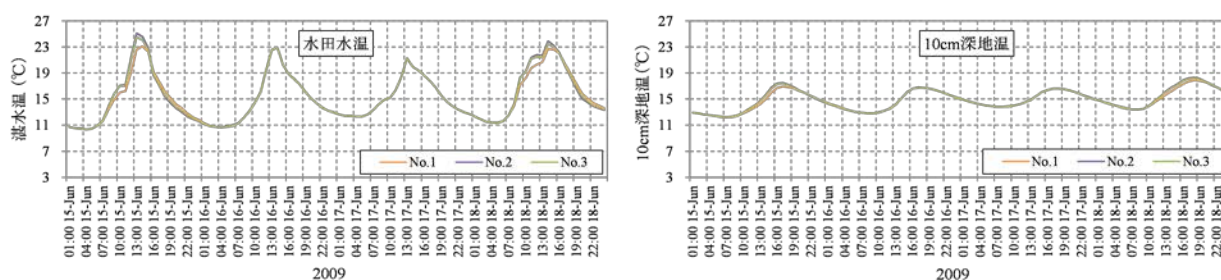 27
23
19
15
11
7
3
湛水温 (℃)
水田水温
No.1
No.2
No.3
01:00 15-Jun
04:00 15-Jun
07:00 15-Jun
10:00 15-Jun
13:00 15-Jun
16:00 15-Jun
19:00 15-Jun
22:00 15-Jun
01:00 16-Jun
04:00 16-Jun
07:00 16-Jun
10:00 16-Jun
13:00 16-Jun
16:00 16-Jun
19:00 16-Jun
22:00 16-Jun
01:00 17-Jun
04:00 17-Jun
07:00 17-Jun
10:00 17-Jun
13:00 17-Jun
16:00 17-Jun
19:00 17-Jun
22:00 17-Jun
01:00 18-Jun
04:00 18-Jun
07:00 18-Jun
10:00 18-Jun
13:00 18-Jun
16:00 18-Jun
19:00 18-Jun
22:00 18-Jun
2009
27
23
19
15
11
7
3
10cm深地温(℃)
10cm深地温
No.1
No.2
No.3
01:00 15-Jun
04:00 15-Jun
07:00 15-Jun
10:00 15-Jun
13:00 15-Jun
16:00 15-Jun
19:00 15-Jun
22:00 15-Jun
01:00 16-Jun
04:00 16-Jun
07:00 16-Jun
10:00 16-Jun
13:00 16-Jun
16:00 16-Jun
19:00 16-Jun
22:00 16-Jun
01:00 17-Jun
04:00 17-Jun
07:00 17-Jun
10:00 17-Jun
13:00 17-Jun
16:00 17-Jun
19:00 17-Jun
22:00 17-Jun
01:00 18-Jun
04:00 18-Jun
07:00 18-Jun
10:00 18-Jun
13:00 18-Jun
16:00 18-Jun
19:00 18-Jun
22:00 18-Jun
2009